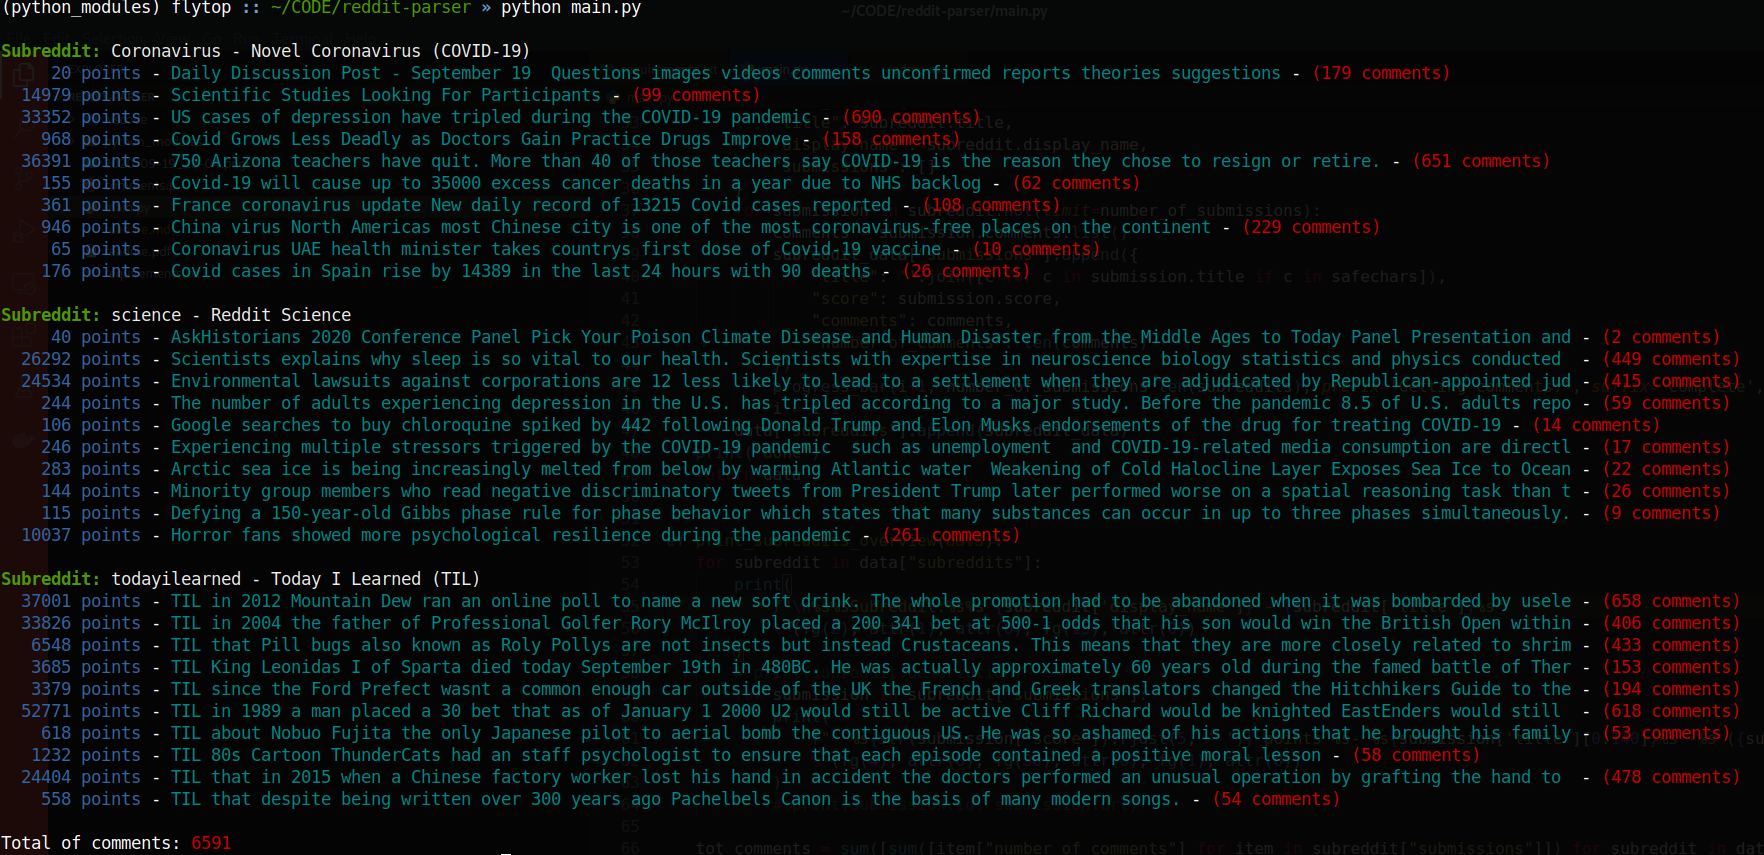 (python_modules) flytop :: ~/CODE/reddit-parser » python main.py
~/CODE/reddit-parser/main.py
Subreddit: Coronavirus - Novel Coronavirus (COVID-19)
20 points - Daily Discussion Post - September 19  Questions images videos comments unconfirmed reports theories suggestions - (179 comments)
14979 points - Scientific Studies Looking For Participants - (99 comments)
33352 points - US cases of depression have tripled during the COVID-19 pandemic - (690 comments)
968 points - Covid Grows Less Deadly as Doctors Gain Practice Drugs Improve - (158 comments)
36391 points - 750 Arizona teachers have quit. More than 40 of those teachers say COVID-19 is the reason they chose to resign or retire. - (651 comments)
155 points - Covid-19 will cause up to 35000 excess cancer deaths in a year due to NHS backlog - (62 comments)
361 points - France coronavirus update New daily record of 13215 Covid cases reported - (108 comments)
946 points - China virus North Americas most Chinese city is one of the most coronavirus-free places on the continent - (229 comments)
65 points - Coronavirus UAE health minister takes countrys first dose of Covid-19 vaccine - (10 comments)
176 points - Covid cases in Spain rise by 14389 in the last 24 hours with 90 deaths - (26 comments)
Subreddit: science - Reddit Science
40 points - AskHistorians 2020 Conference Panel Pick Your Poison Climate Disease and Human Disaster from the Middle Ages to Today Panel Presentation and - (2 comments)
26292 points - Scientists explains why sleep is so vital to our health. Scientists with expertise in neuroscience biology statistics and physics conducted  - (449 comments)
24534 points - Environmental lawsuits against corporations are 12 less likely to lead to a settlement when they are adjudicated by Republican-appointed jud - (415 comments)
244 points - The number of adults experiencing depression in the U.S. has tripled according to a major study. Before the pandemic 8.5 of U.S. adults repo - (59 comments)
106 points - Google searches to buy chloroquine spiked by 442 following Donald Trump and Elon Musks endorsements of the drug for treating COVID-19 - (14 comments)
246 points - Experiencing multiple stressors triggered by the COVID-19 pandemic  such as unemployment  and COVID-19-related media consumption are directl - (17 comments)
283 points - Arctic sea ice is being increasingly melted from below by warming Atlantic water  Weakening of Cold Halocline Layer Exposes Sea Ice to Ocean - (22 comments)
144 points - Minority group members who read negative discriminatory tweets from President Trump later performed worse on a spatial reasoning task than t - (26 comments)
115 points - Defying a 150-year-old Gibbs phase rule for phase behavior which states that many substances can occur in up to three phases simultaneously. - (9 comments)
10037 points - Horror fans showed more psychological resilience during the pandemic - (261 comments)
Subreddit: todayilearned - Today I Learned (TIL)
37001 points - TIL in 2012 Mountain Dew ran an online poll to name a new soft drink. The whole promotion had to be abandoned when it was bombarded by usele - (658 comments)
33826 points - TIL in 2004 the father of Professional Golfer Rory McIlroy placed a 200 341 bet at 500-1 odds that his son would win the British Open within - (406 comments)
6548 points - TIL that Pill bugs also known as Roly Pollys are not insects but instead Crustaceans. This means that they are more closely related to shrim - (433 comments)
3685 points - TIL King Leonidas I of Sparta died today September 19th in 480BC. He was actually approximately 60 years old during the famed battle of Ther - (153 comments)
3379 points - TIL since the Ford Prefect wasnt a common enough car outside of the UK the French and Greek translators changed the Hitchhikers Guide to the - (194 comments)
52771 points - TIL in 1989 a man placed a 30 bet that as of January 1 2000 U2 would still be active Cliff Richard would be knighted EastEnders would still  - (618 comments)
618 points - TIL about Nobuo Fujita the only Japanese pilot to aerial bomb the contiguous US. He was so ashamed of his actions that he brought his family - (53 comments)
1232 points - TIL 80s Cartoon ThunderCats had an staff psychologist to ensure that each episode contained a positive moral lesson - (58 comments)
24404 points - TIL that in 2015 when a Chinese factory worker lost his hand in accident the doctors performed an unusual operation by grafting the hand to  - (478 comments)
558 points - TIL that despite being written over 300 years ago Pachelbels Canon is the basis of many modern songs. - (54 comments)
Total of comments: 6591